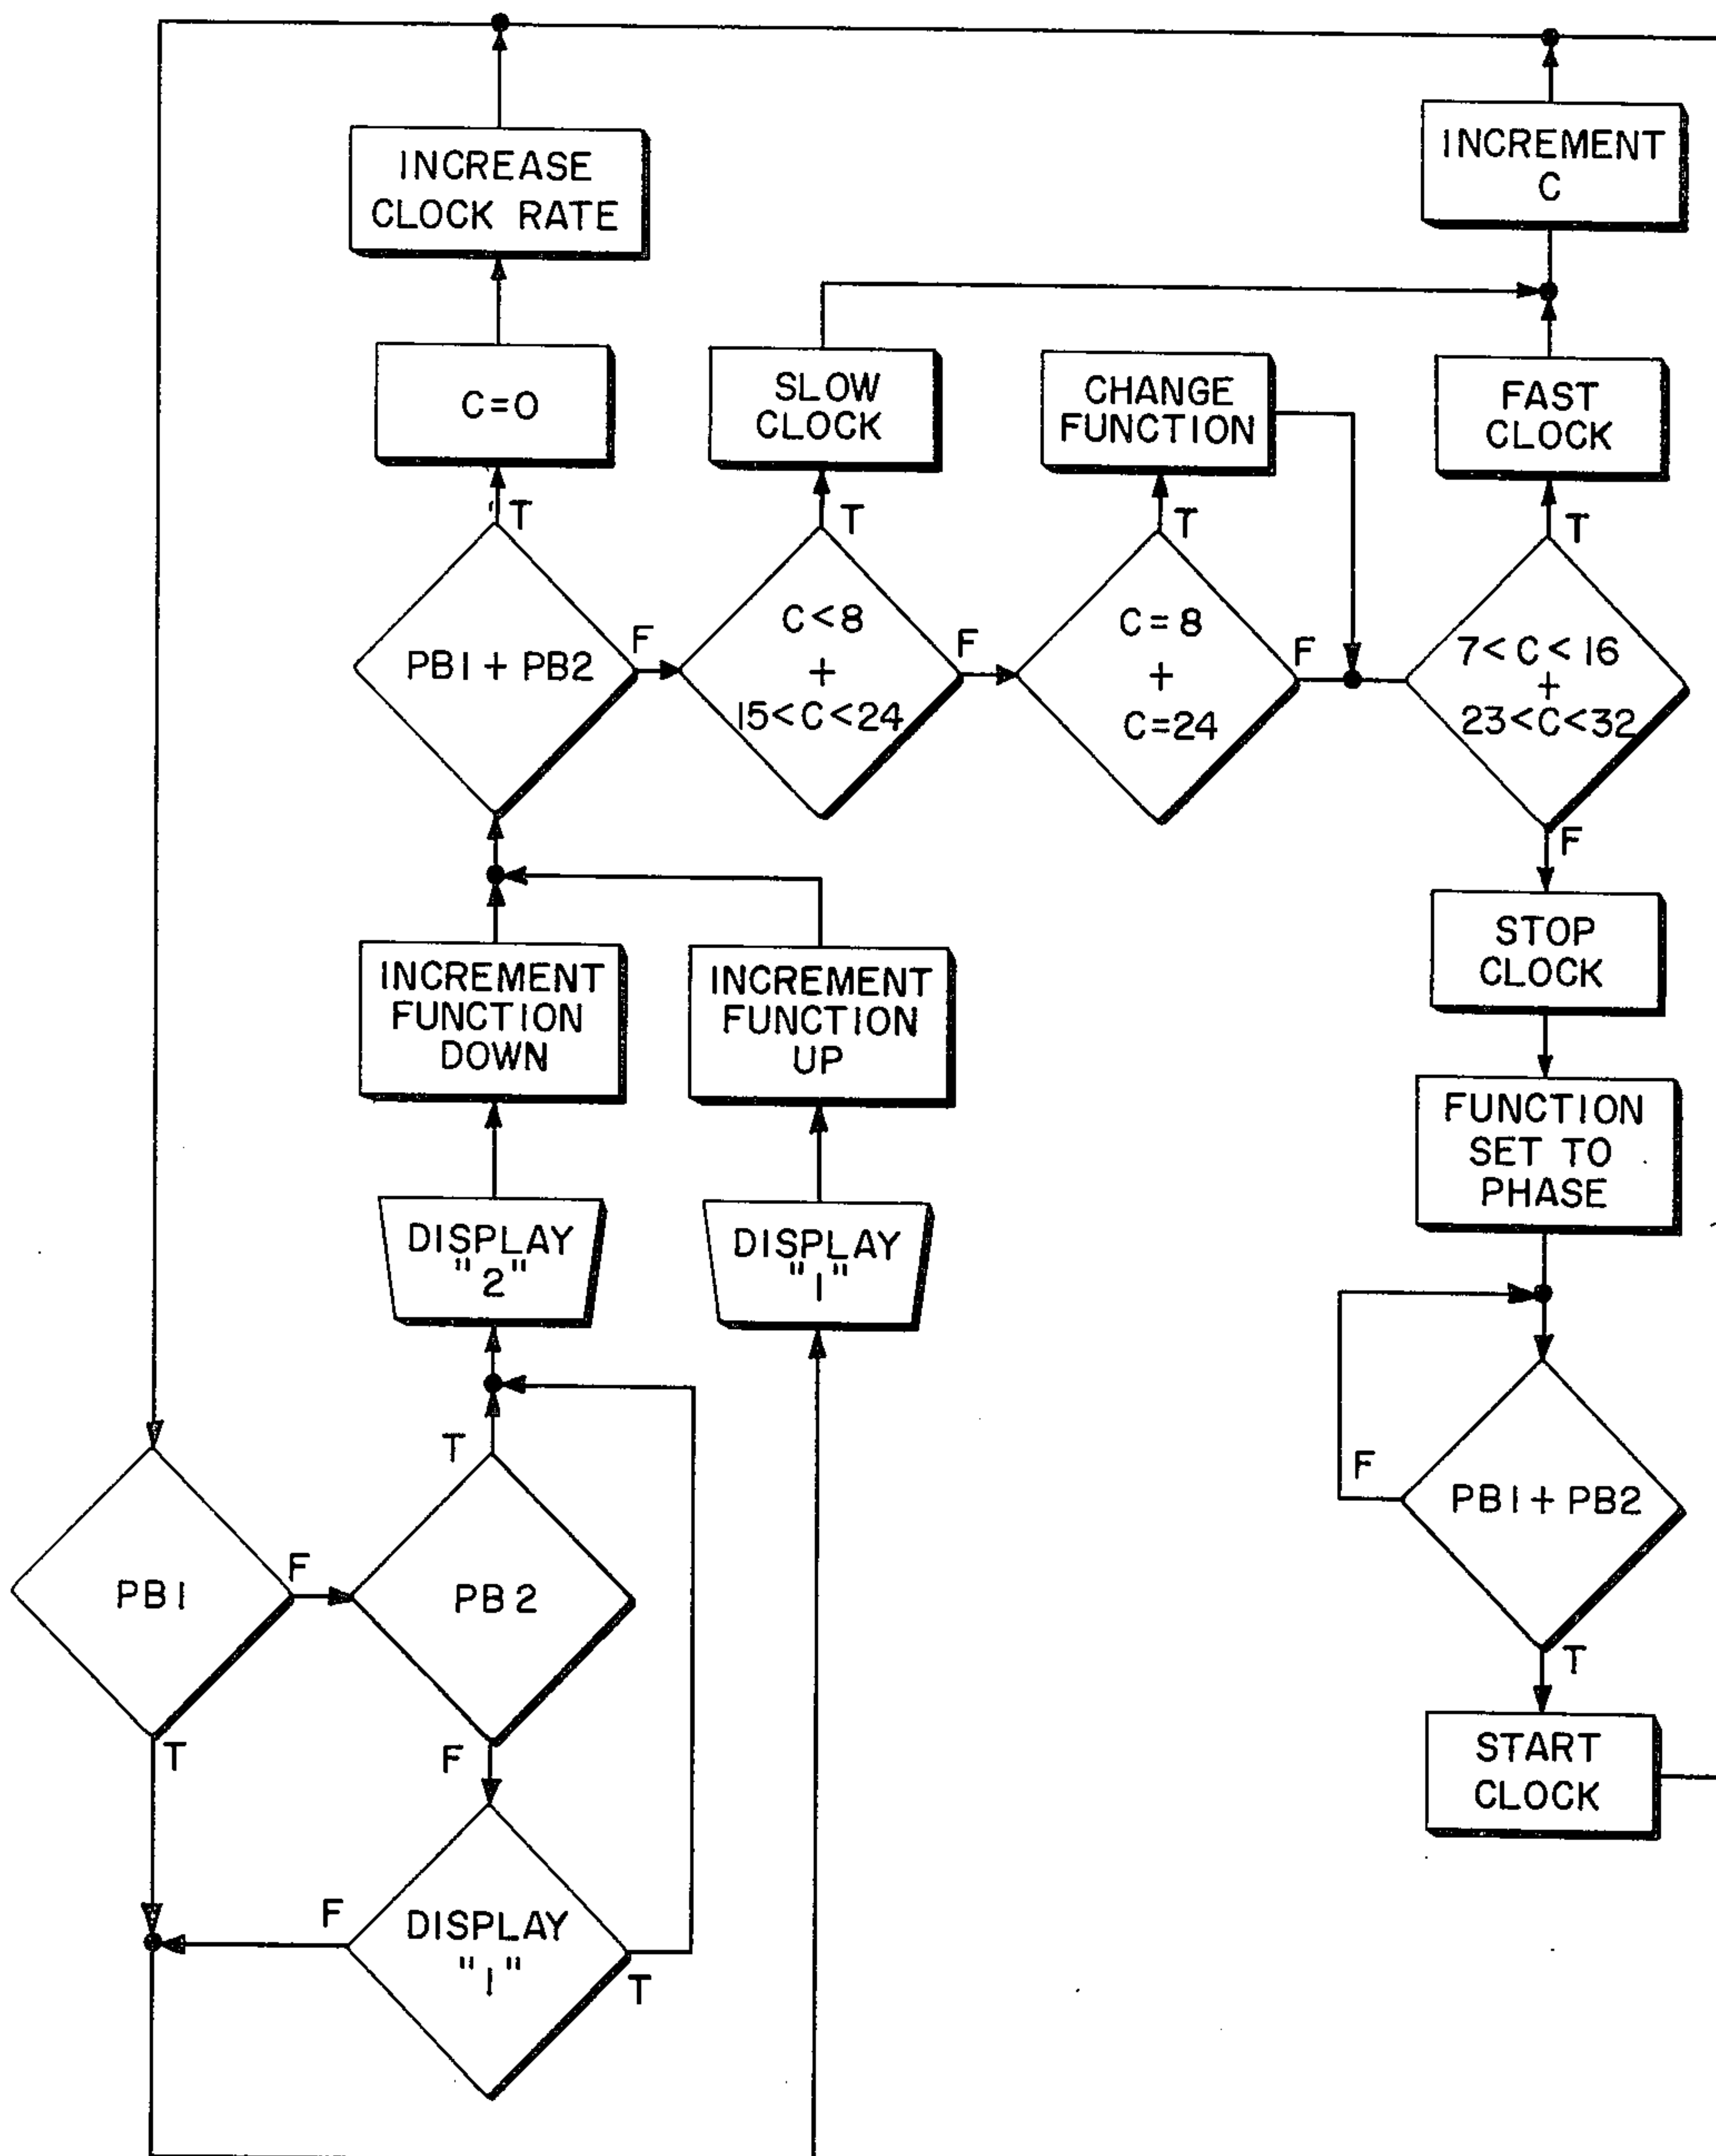 INCREASE
CLOCK RATE
INCREMENT
C
C=0
SLOW
CLOCK
CHANGE
FUNCTION
FAST
CLOCK
T
T
T
T
PB1 + PB2
F
C<8
+
15<C<24
F
C=8
+
C=24
F
7<C<16
+
23<C<32
F
INCREMENT
FUNCTION
DOWN
INCREMENT
FUNCTION
UP
STOP
CLOCK
FUNCTION
SET TO
PHASE
DISPLAY
"2"
DISPLAY
"1"
T
F
PB1
F
PB2
PB1 + PB2
T
F
T
START
CLOCK
F
DISPLAY
"1"
T